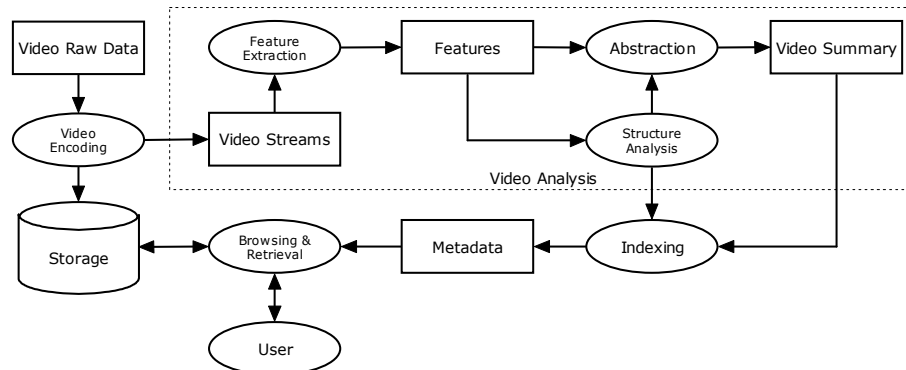 Video Raw Data
Feature
Extraction
Features
Abstraction
Video Summary
Video
Encoding
Video Streams
Structure
Analysis
Video Analysis
Storage
Browsing &
Retrieval
Metadata
Indexing
User